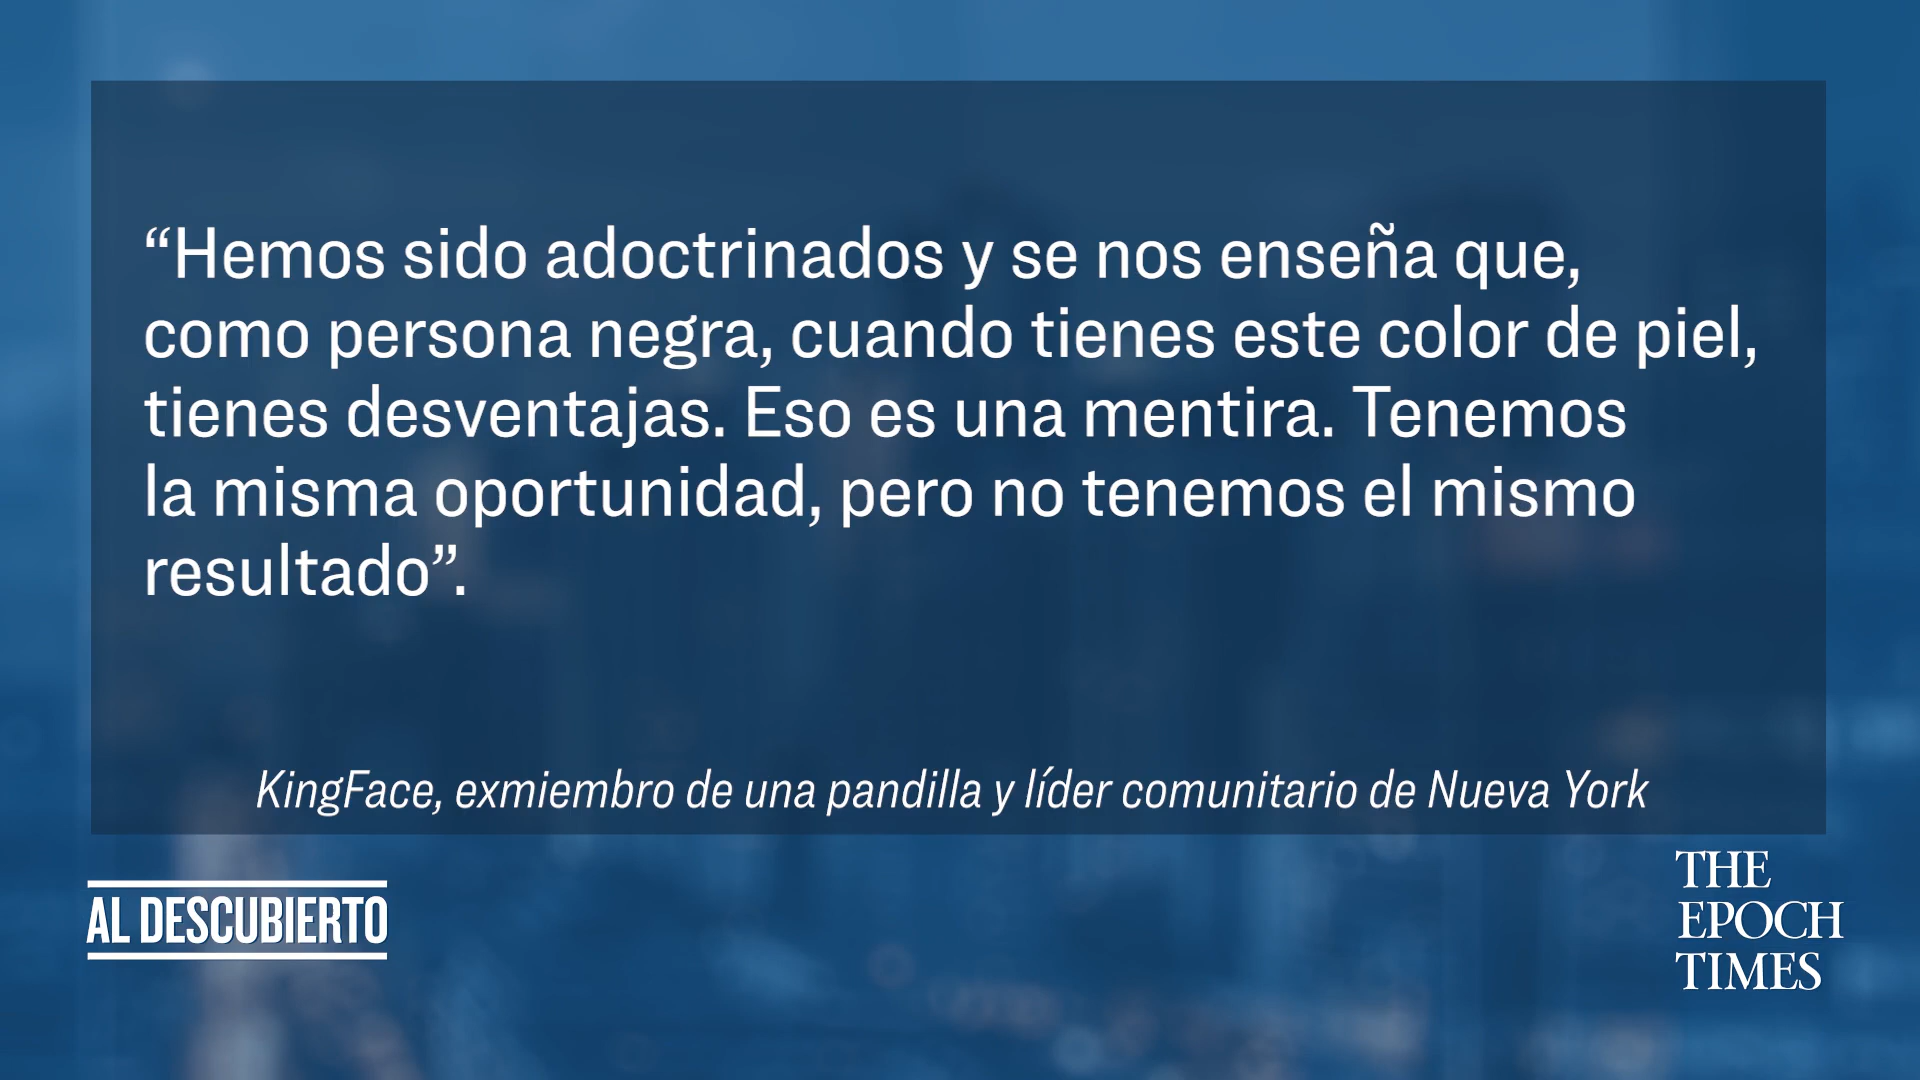 “Hemos sido adoctrinados y se nos enseña que,
como persona negra, cuando tienes este color de piel,
tienes desventajas. Eso es una mentira. Tenemos
la misma oportunidad, pero no tenemos el mismo
resultado”.
KingFace, exmiembro de una pandilla y líder comunitario de Nueva York
AL DESCUBIERTO
THE
EPOCH
TIMES